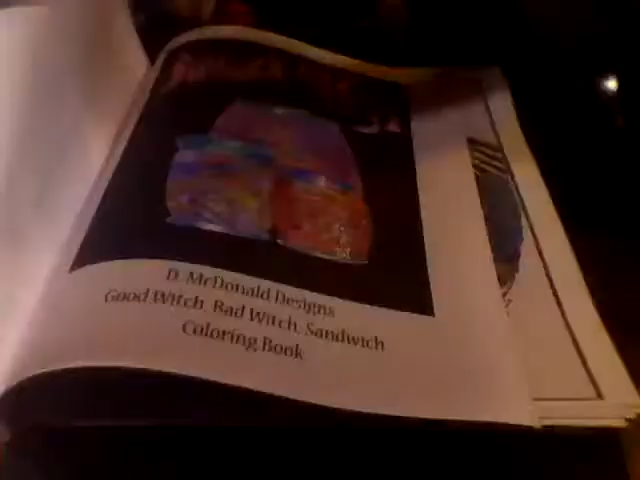 D. McDonald Designs
Good Witch, Bad Witch, Sandwich
Coloring Book